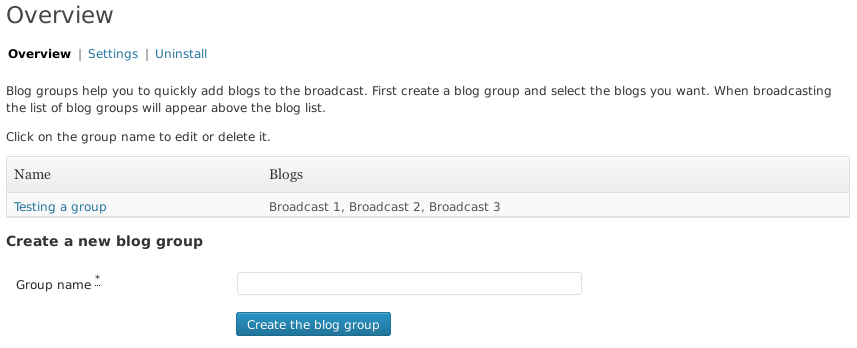 Overview
Overview | Settings | Uninstall
Blog groups help you to quickly add blogs to the broadcast. First create a blog group and select the blogs you want. When broadcasting
the list of blog groups will appear above the blog list.
Click on the group name to edit or delete it.
Name Blogs
Testing a group Broadcast 1, Broadcast 2, Broadcast 3
Create a new blog group
Group name *
Create the blog group